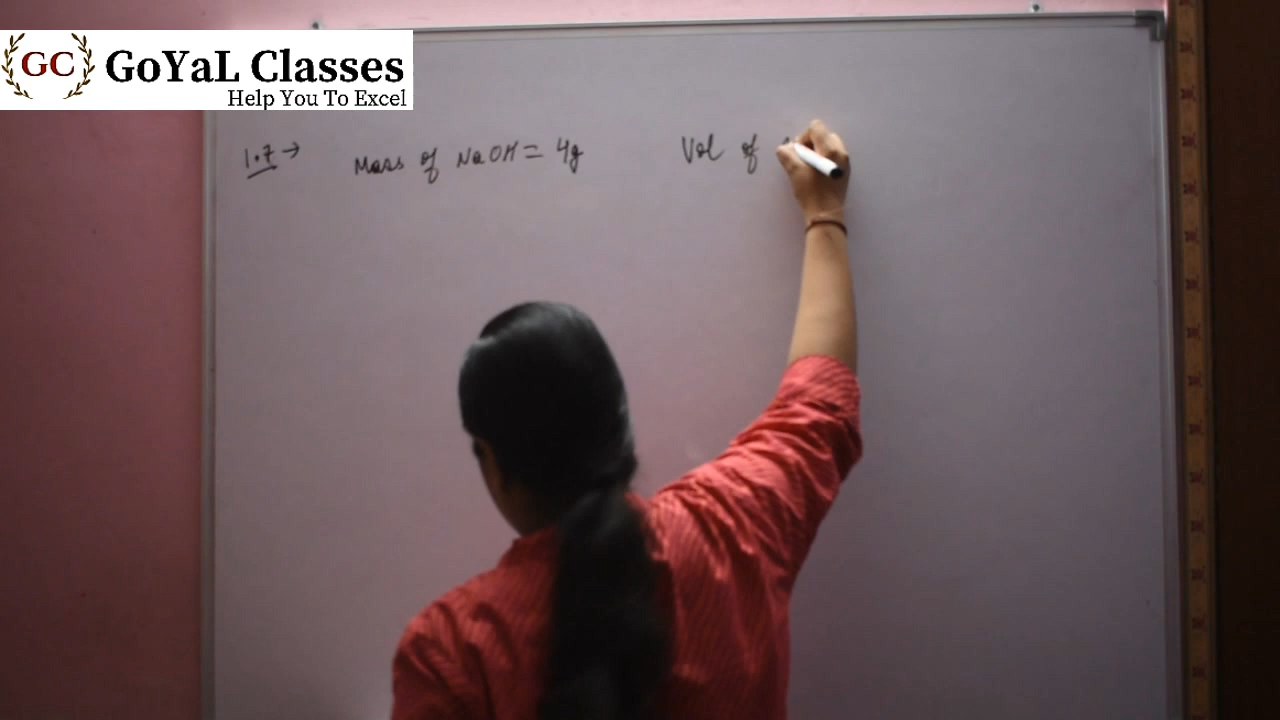 GC GoYaL Classes
Help You To Excel
1.7→ Mass of NaOH = 4g Vol of